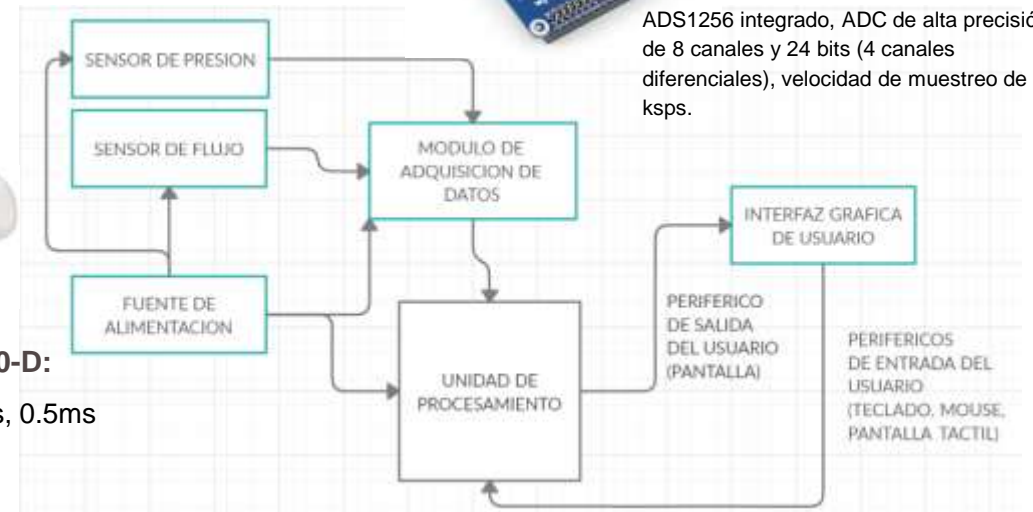 ADS1256 integrado, ADC de alta precisió
de 8 canales y 24 bits (4 canales
diferenciales), velocidad de muestreo de
ksps.
SENSOR DE PRESION
SENSOR DE FLUJO
MODULO DE
ADQUISICION DE
DATOS
INTERFAZ GRAFICA
DE USUARIO
FUENTE DE
ALIMENTACION
0-D:
s, 0.5ms
UNIDAD DE
PROCESAMIENTO
PERIFERICO
DE SALIDA
DEL USUARIO
(PANTALLA)
PERIFERICOS
DE ENTRADA DEL
USUARIO
(TECLADO. MOUSE,
PANTALLA TACTIL)